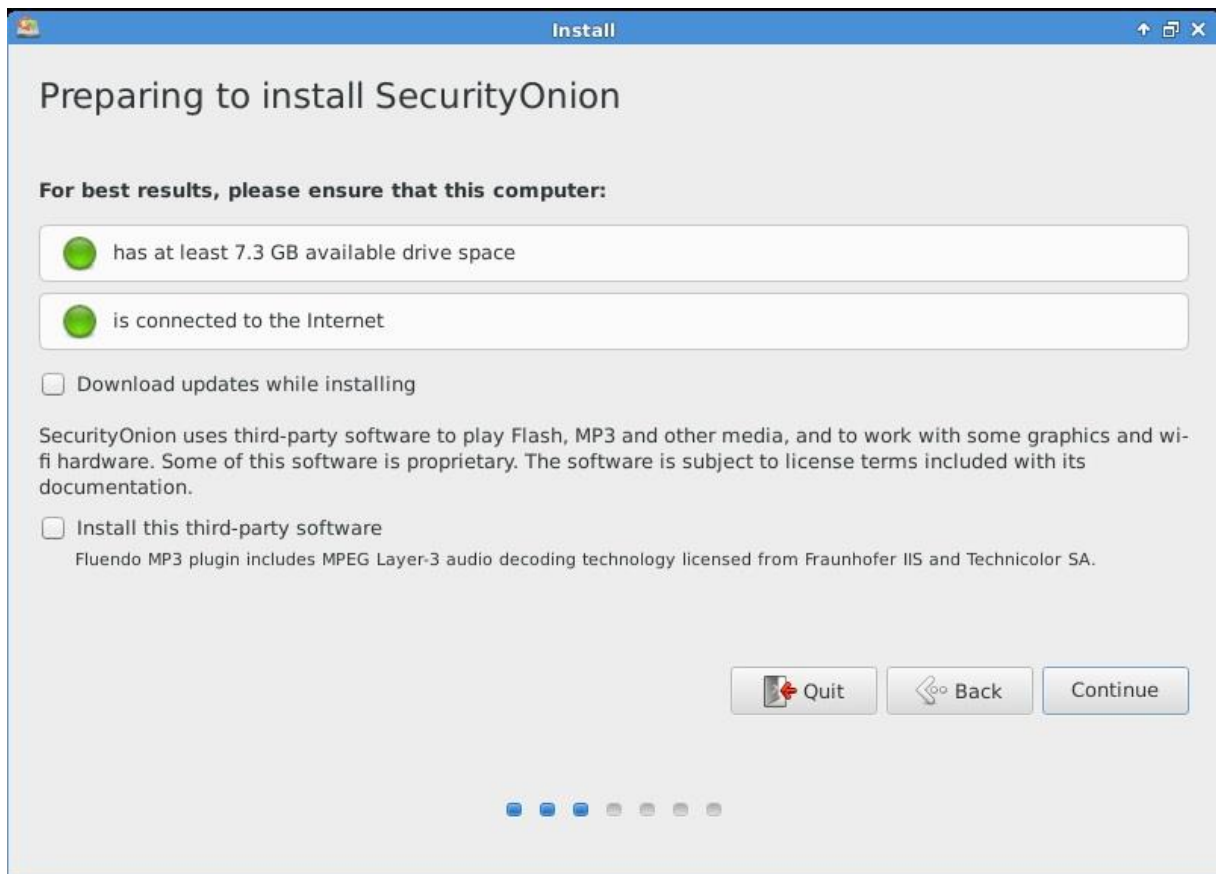 Install
Preparing to install SecurityOnion
For best results, please ensure that this computer:
has at least 7.3 GB available drive space
is connected to the Internet
Download updates while installing
SecurityOnion uses third-party software to play Flash, MP3 and other media, and to work with some graphics and wi-
fi hardware. Some of this software is proprietary. The software is subject to license terms included with its
documentation.
Install this third-party software
Fluendo MP3 plugin includes MPEG Layer-3 audio decoding technology licensed from Fraunhofer IIS and Technicolor SA.
Quit
Back
Continue